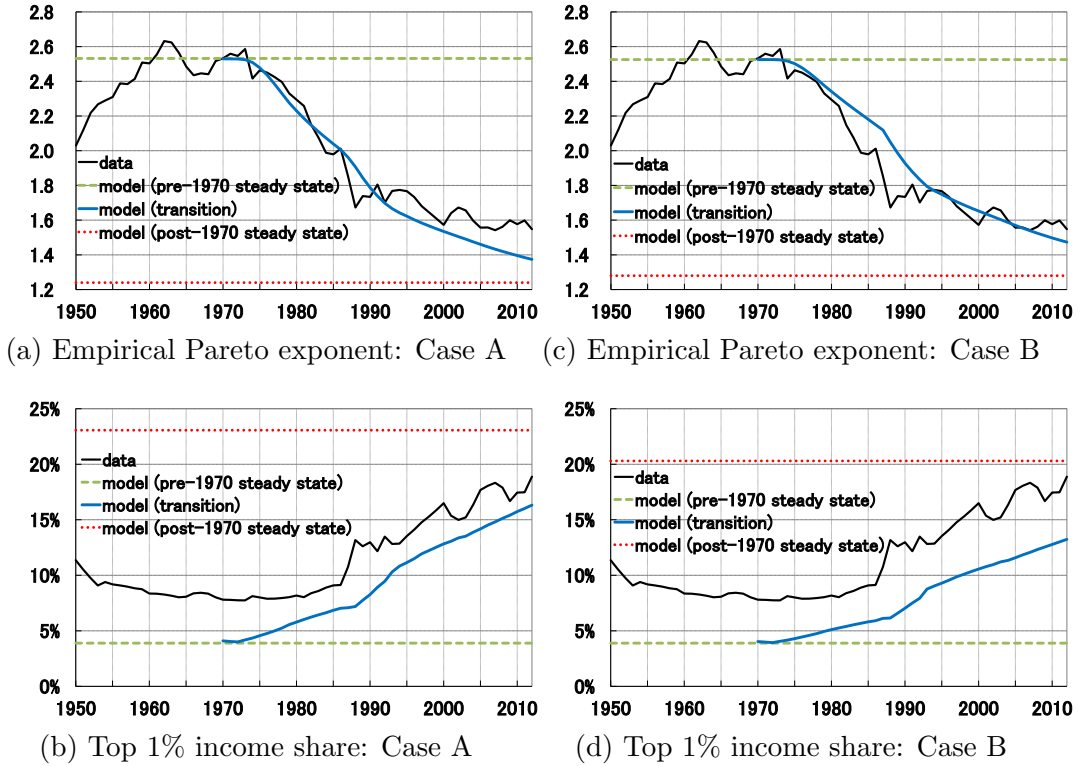 2.8
2.6
2.4
2.2
2.0
1.8
1.6
1.4
1.2
data
model (pre-1970 steady state)
model (transition)
model (post-1970 steady state)
1950 1960 1970 1980 1990 2000 2010
(a) Empirical Pareto exponent: Case A
2.8
2.6
2.4
2.2
2.0
1.8
1.6
1.4
1.2
data
model (pre-1970 steady state)
model (transition)
model (post-1970 steady state)
1950 1960 1970 1980 1990 2000 2010
(c) Empirical Pareto exponent: Case B
25%
20%
15%
10%
5%
0%
data
model (pre-1970 steady state)
model (transition)
model (post-1970 steady state)
1950 1960 1970 1980 1990 2000 2010
(b) Top 1% income share: Case A
25%
20%
15%
10%
5%
0%
data
model (pre-1970 steady state)
model (transition)
model (post-1970 steady state)
1950 1960 1970 1980 1990 2000 2010
(d) Top 1% income share: Case B